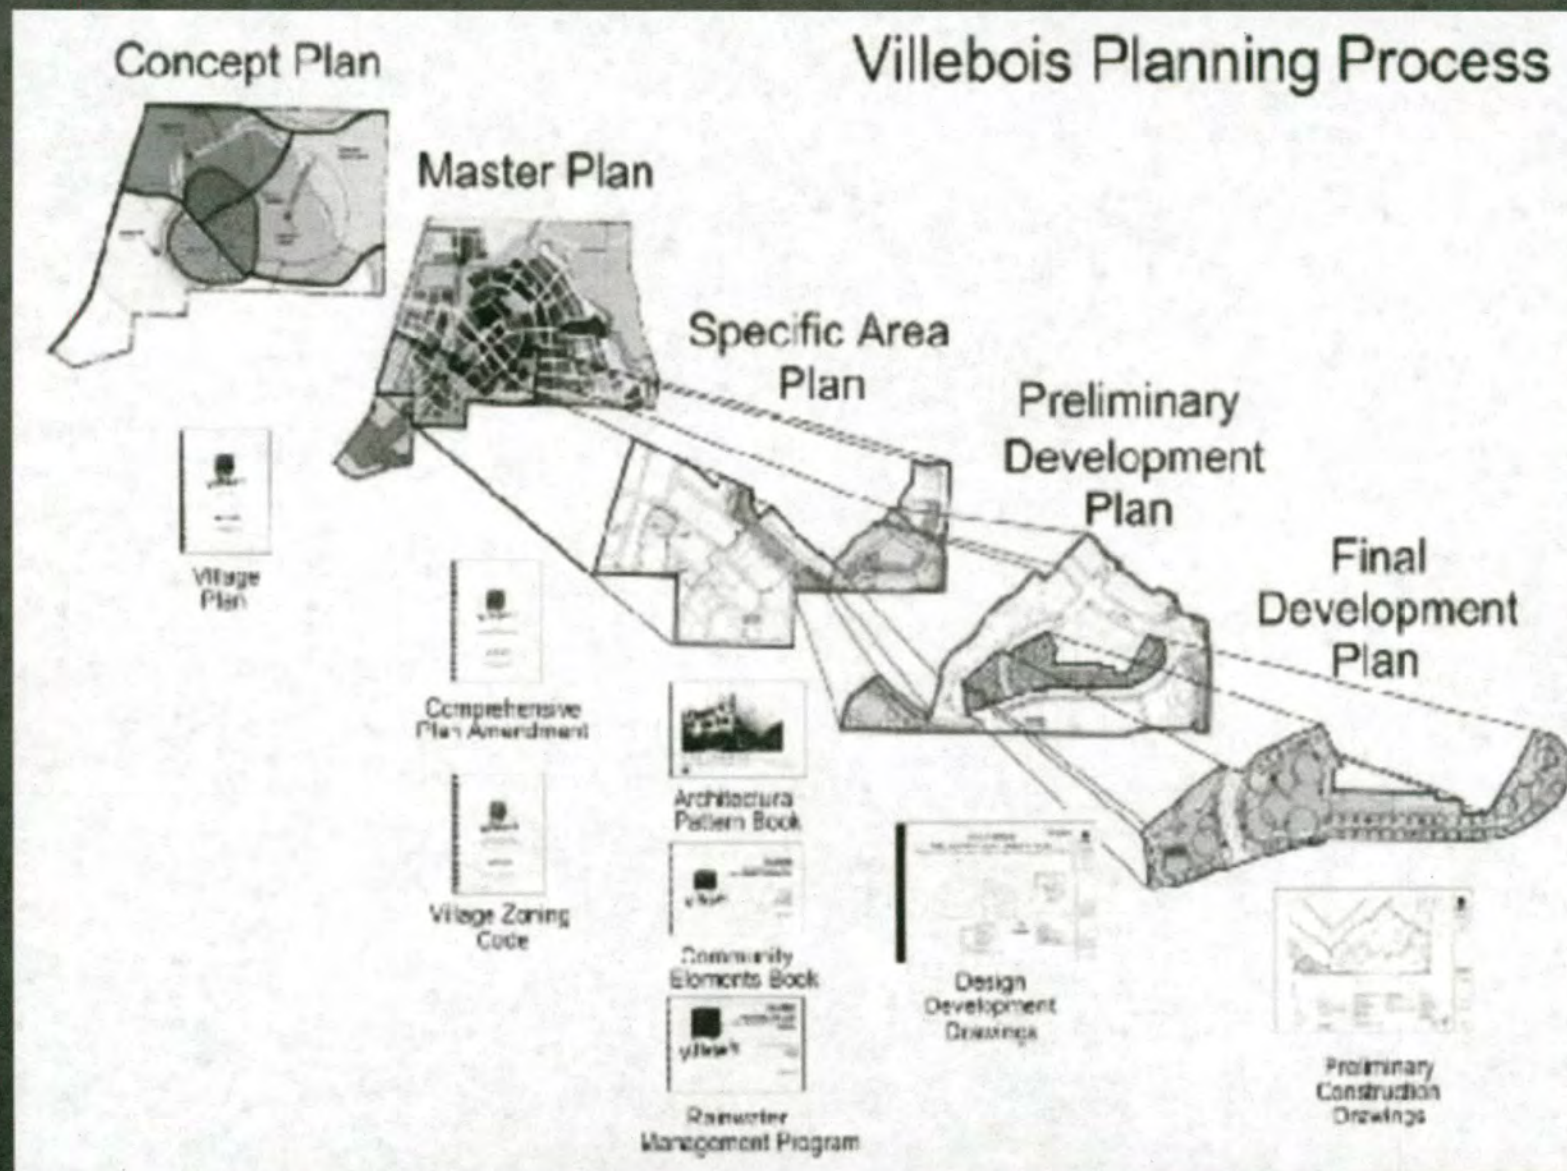 Villebois Planning Process
Concept Plan
Master Plan
Specific Area
Plan
Preliminary
Development
Plan
Final
Development
Plan
Village
Plan
Comprehensive
Plan Amendment
Village Zoning
Code
Architectura
Pattern Book
Community
Elements Book
Rainwater
Management Program
Design
Development
Drawings
Preliminary
Construction
Drawings